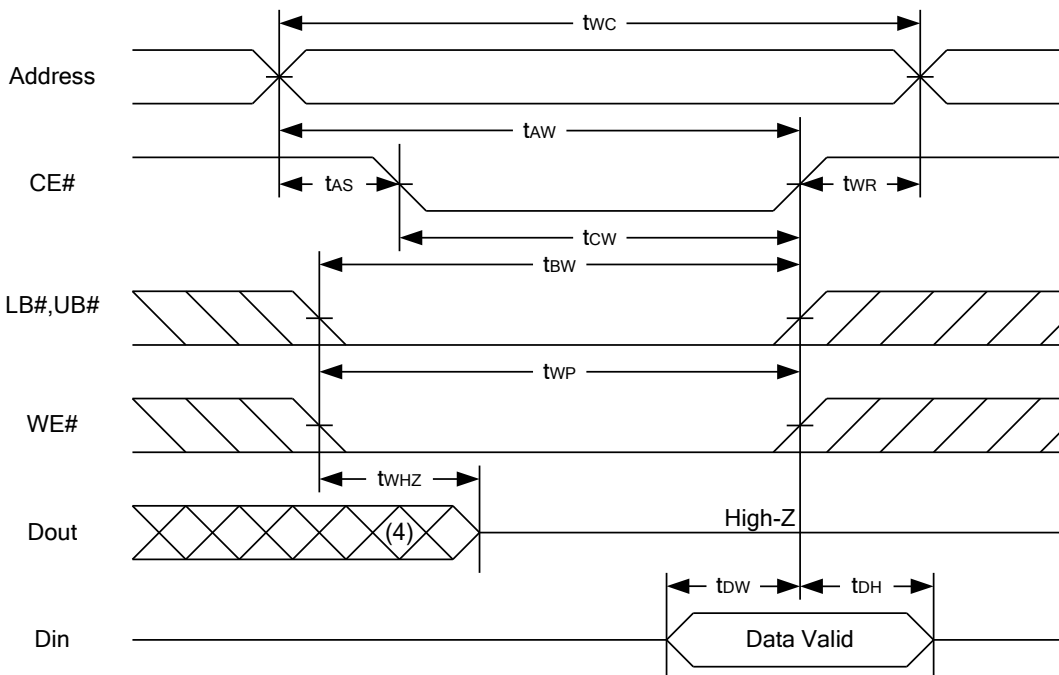 tWC
Address
tAW
CE#
tAS
tWR
tCW
tBW
LB#,UB#
tWP
WE#
tWHZ
Dout
(4)
High-Z
tDW
tDH
Din
Data Valid